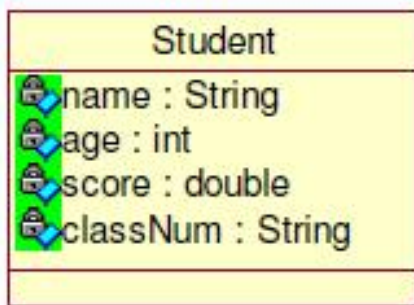 Student
name : String
age : int
score : double
classNum : String